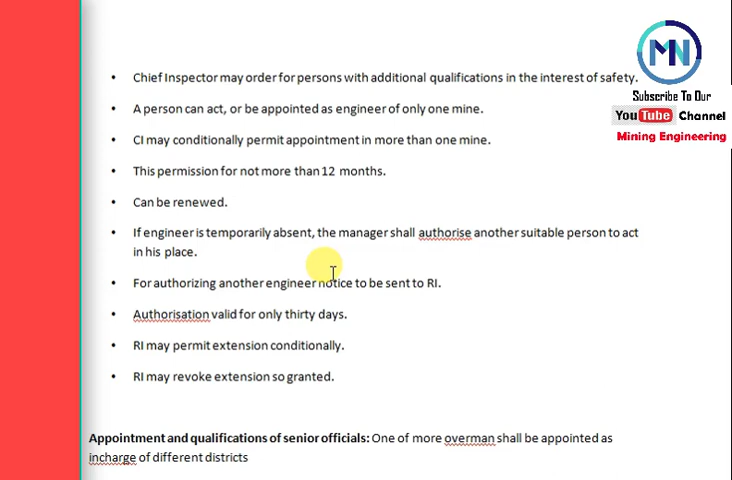 MN
• Chief Inspector may order for persons with additional qualifications in the interest of safety.
Subscribe To Our
YouTube Channel
Mining Engineering
• A person can act, or be appointed as engineer of only one mine.
• CI may conditionally permit appointment in more than one mine.
• This permission for not more than 12 months.
• Can be renewed.
• If engineer is temporarily absent, the manager shall authorise another suitable person to act
in his place.
• For authorizing another engineer notice to be sent to RI.
• Authorisation valid for only thirty days.
• RI may permit extension conditionally.
• RI may revoke extension so granted.
Appointment and qualifications of senior officials: One of more overman shall be appointed as
incharge of different districts